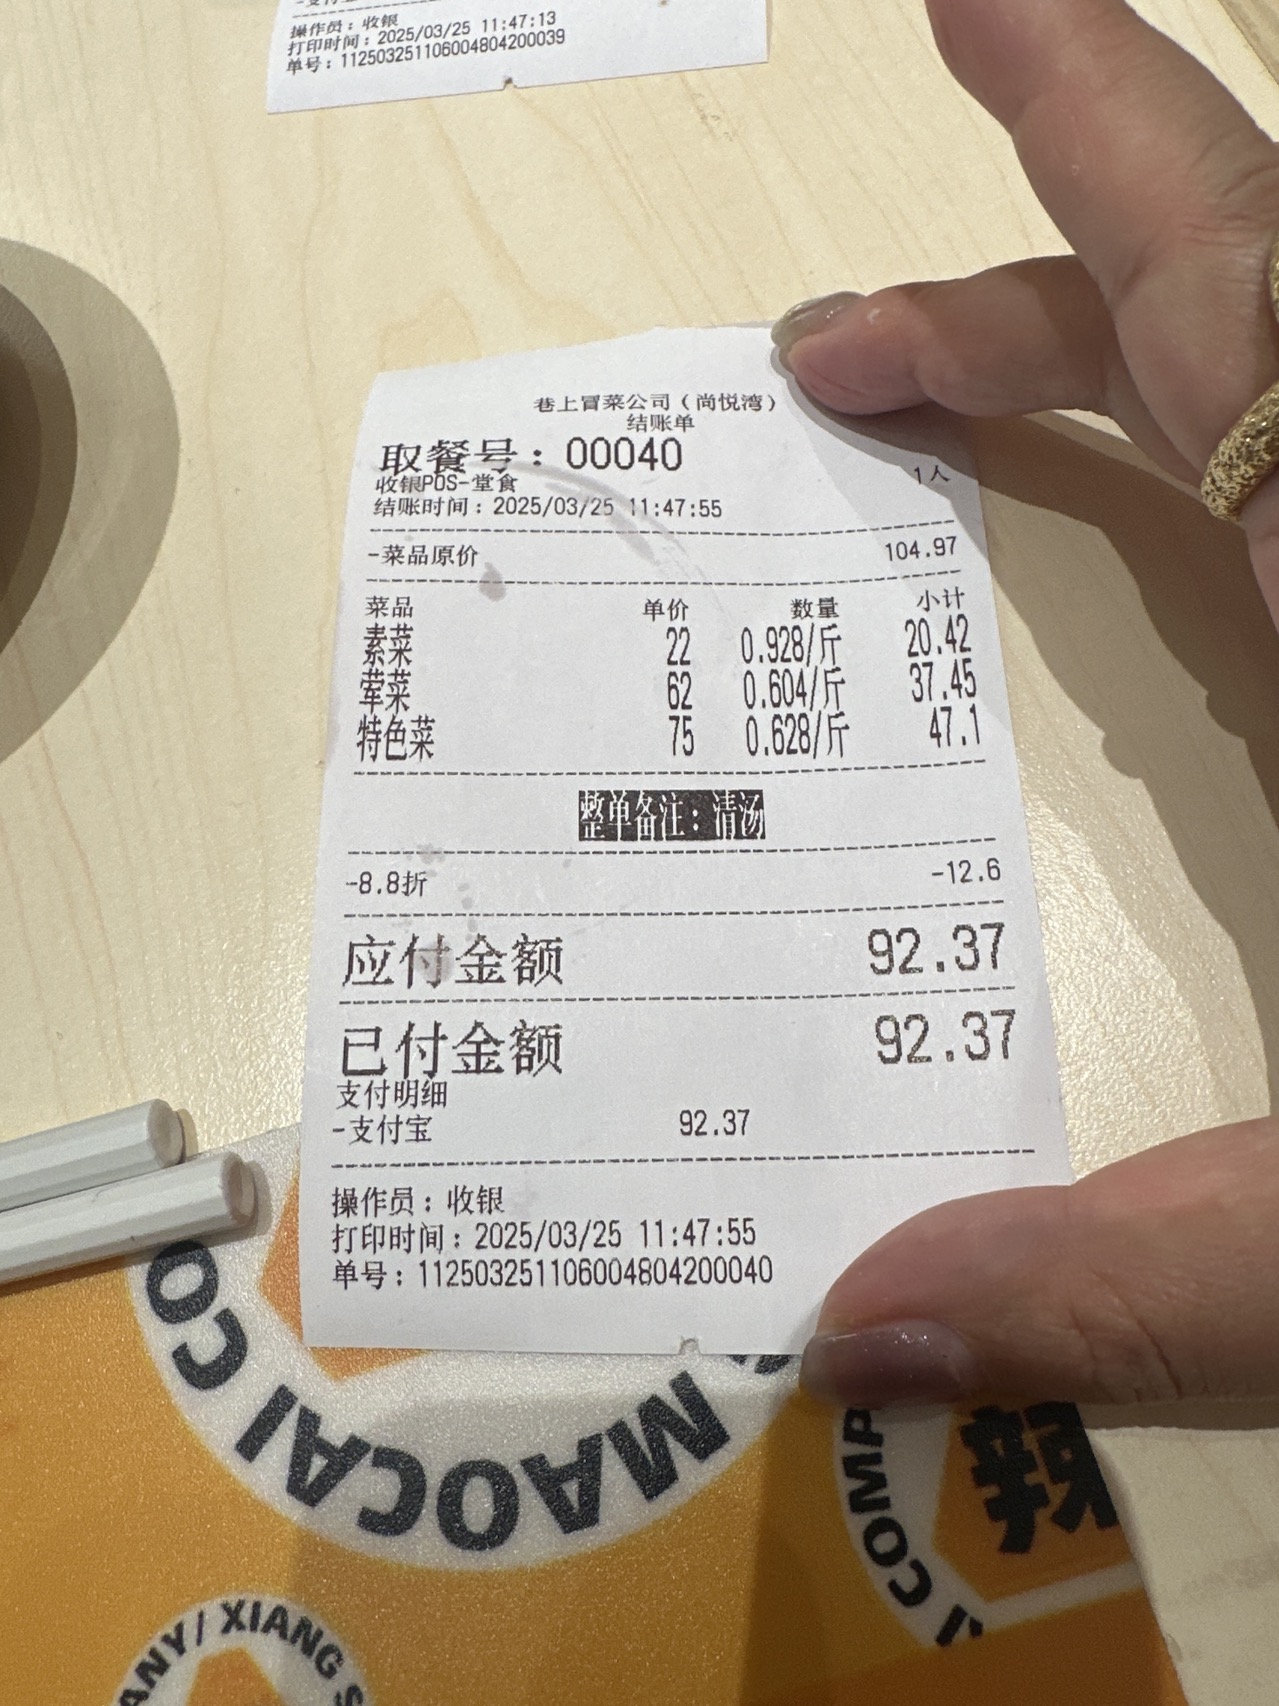 操作员：收银
打印时间：2025/03/25 11:47:13
单号：112503251106004804200039
巷上冒菜公司（尚悦湾）
结账单
取餐号：00040
收银POS-堂食 1人
结账时间：2025/03/25 11:47:55
-菜品原价 104.97
菜品 单价 数量 小计
素菜 22 0.928/斤 20.42
荤菜 62 0.604/斤 37.45
特色菜 75 0.628/斤 47.1
整单备注：清汤
-8.8折 -12.6
应付金额 92.37
已付金额 92.37
支付明细
-支付宝 92.37
操作员：收银
打印时间：2025/03/25 11:47:55
单号：112503251106004804200040
MAOCAI CO
COMP
辣
ANY/ XIANG S